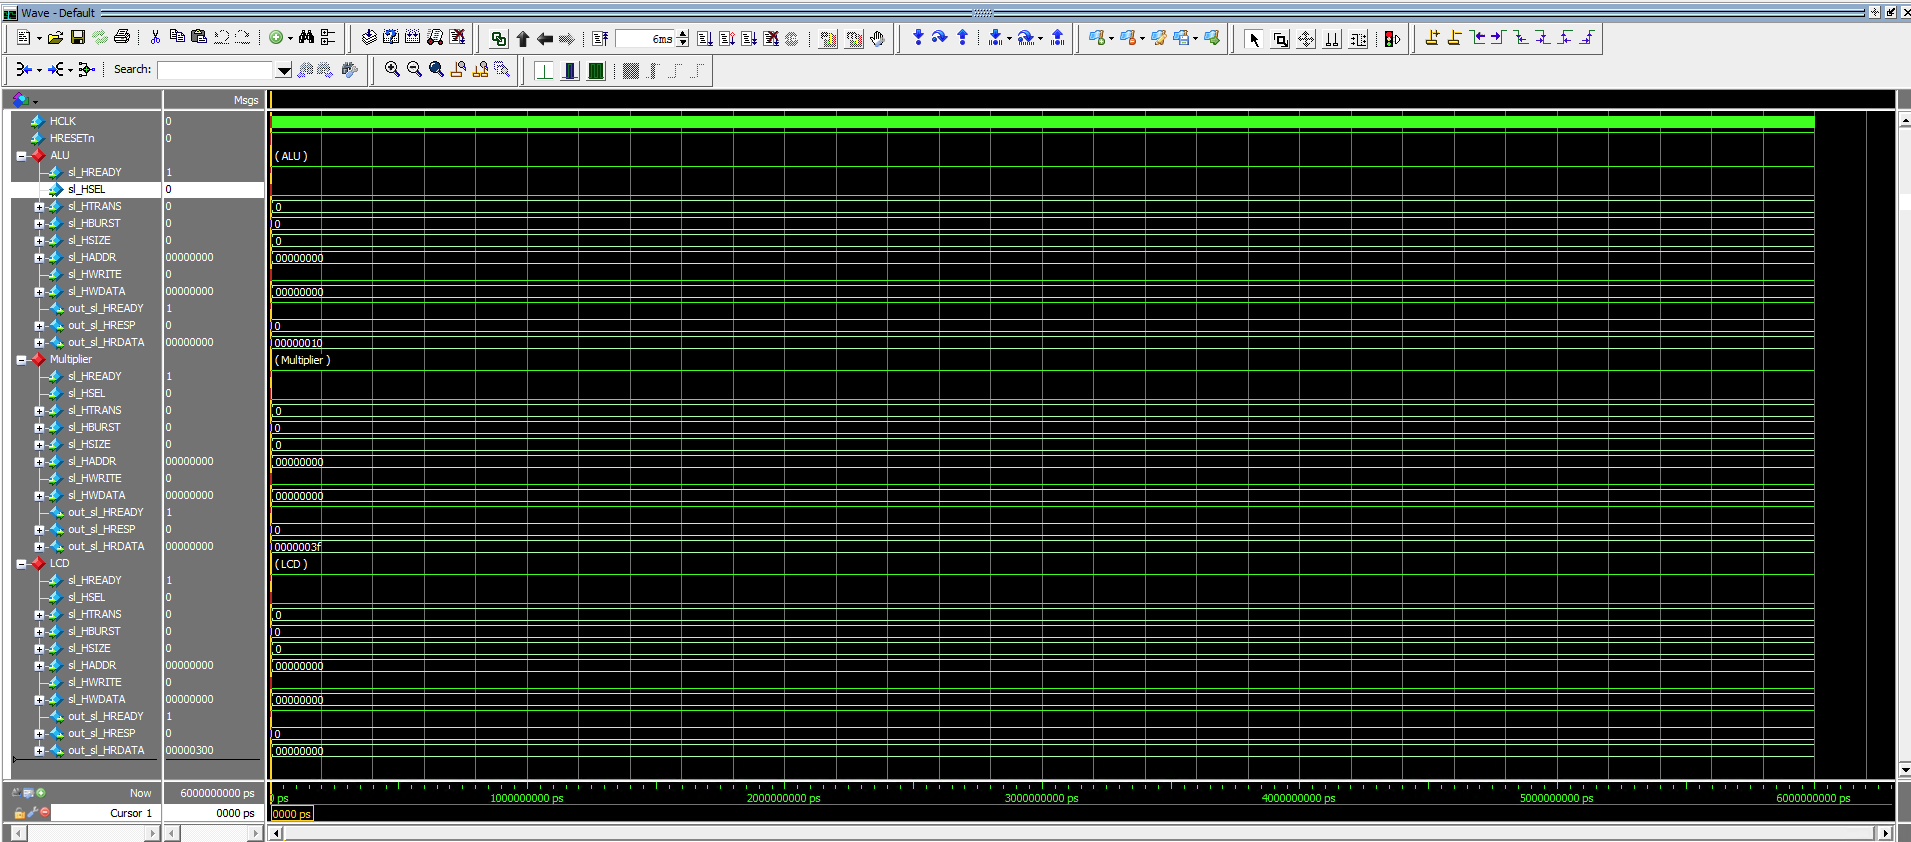 Wave - Default
6ms
Search:
Msgs
HCLK 0
HRESETn 0
ALU ( ALU )
sl_HREADY 1
sl_HSEL 0
sl_HTRANS 0 0
sl_HBURST 0 0
sl_HSIZE 0 0
sl_HADDR 00000000 00000000
sl_HWRITE 0
sl_HWDATA 00000000 00000000
out_sl_HREADY 1
out_sl_HRESP 0 0
out_sl_HRDATA 00000000 00000010
Multiplier ( Multiplier )
sl_HREADY 1
sl_HSEL 0
sl_HTRANS 0 0
sl_HBURST 0 0
sl_HSIZE 0 0
sl_HADDR 00000000 00000000
sl_HWRITE 0
sl_HWDATA 00000000 00000000
out_sl_HREADY 1
out_sl_HRESP 0 0
out_sl_HRDATA 00000000 0000003f
LCD ( LCD )
sl_HREADY 1
sl_HSEL 0
sl_HTRANS 0 0
sl_HBURST 0 0
sl_HSIZE 0 0
sl_HADDR 00000000 00000000
sl_HWRITE 0
sl_HWDATA 00000000 00000000
out_sl_HREADY 1
out_sl_HRESP 0 0
out_sl_HRDATA 00000300 00000000
Now 6000000000 ps 0 ps 1000000000 ps 2000000000 ps 3000000000 ps 4000000000 ps 5000000000 ps 6000000000 ps
Cursor 1 0000 ps 0000 ps